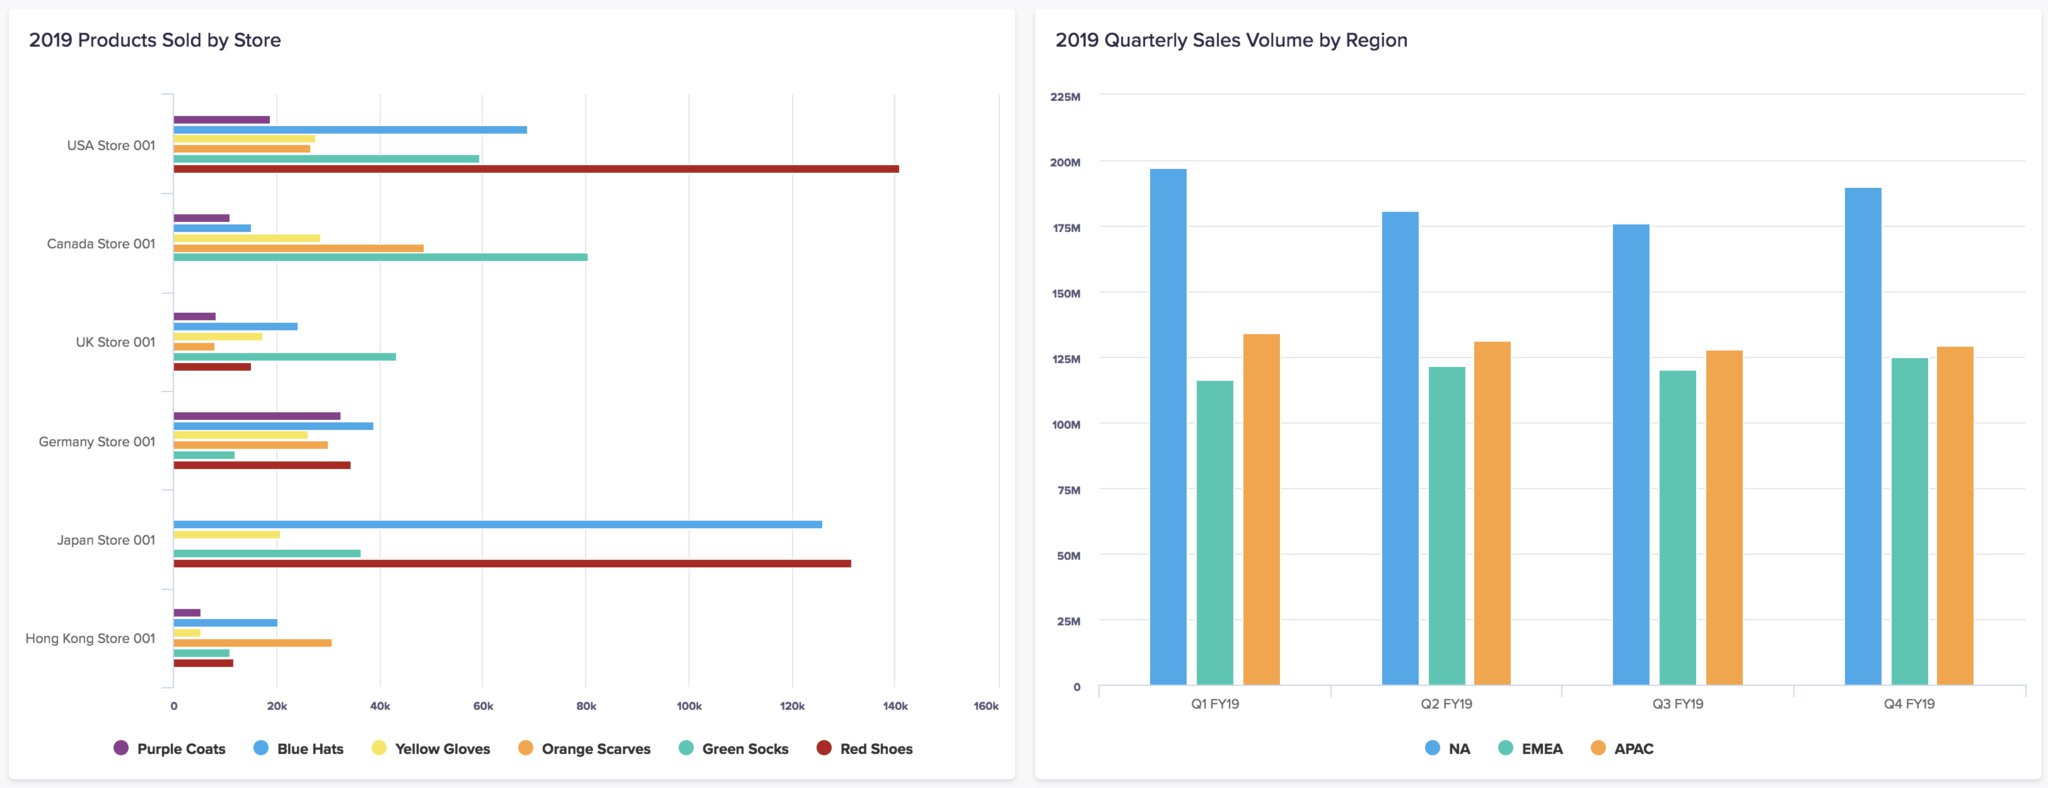 2019 Products Sold by Store
USA Store 001
Canada Store 001
UK Store 001
Germany Store 001
Japan Store 001
Hong Kong Store 001
0 20k 40k 60k 80k 100k 120k 140k 160k
Purple Coats Blue Hats Yellow Gloves Orange Scarves Green Socks Red Shoes
2019 Quarterly Sales Volume by Region
225M
200M
175M
150M
125M
100M
75M
50M
25M
0
Q1 FY19 Q2 FY19 Q3 FY19 Q4 FY19
NA EMEA APAC